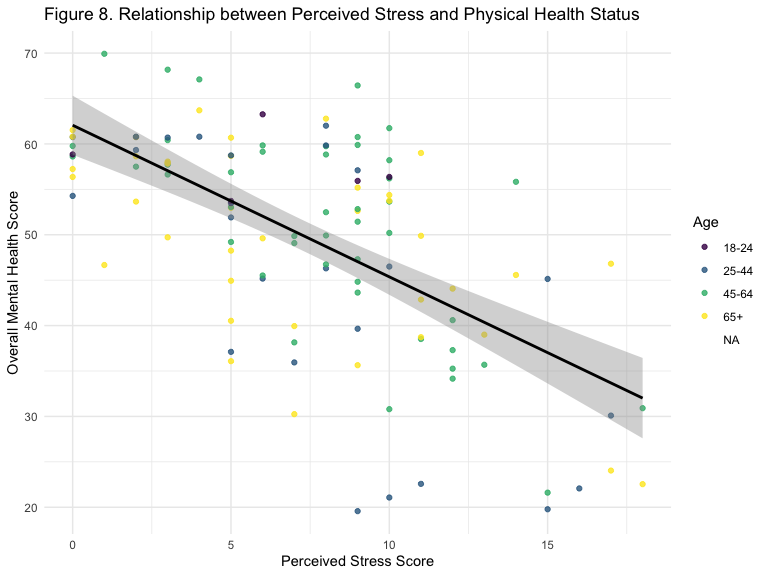 Figure 8. Relationship between Perceived Stress and Physical Health Status
70
60
50
40
30
20
Overall Mental Health Score
0
5
10
15
Perceived Stress Score
Age
18-24
25-44
45-64
65+
NA